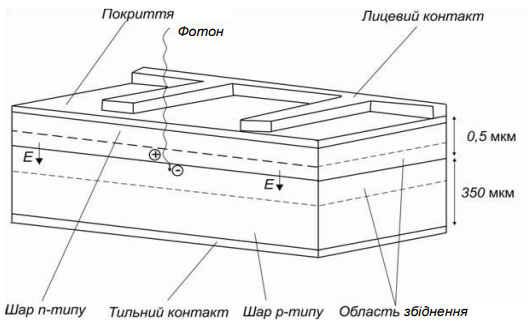 Покриття
Лицевий контакт
Фотон
0,5 мкм
E
+
−
E
350 мкм
Шар n-типу
Тильний контакт
Шар p-типу
Область збіднення